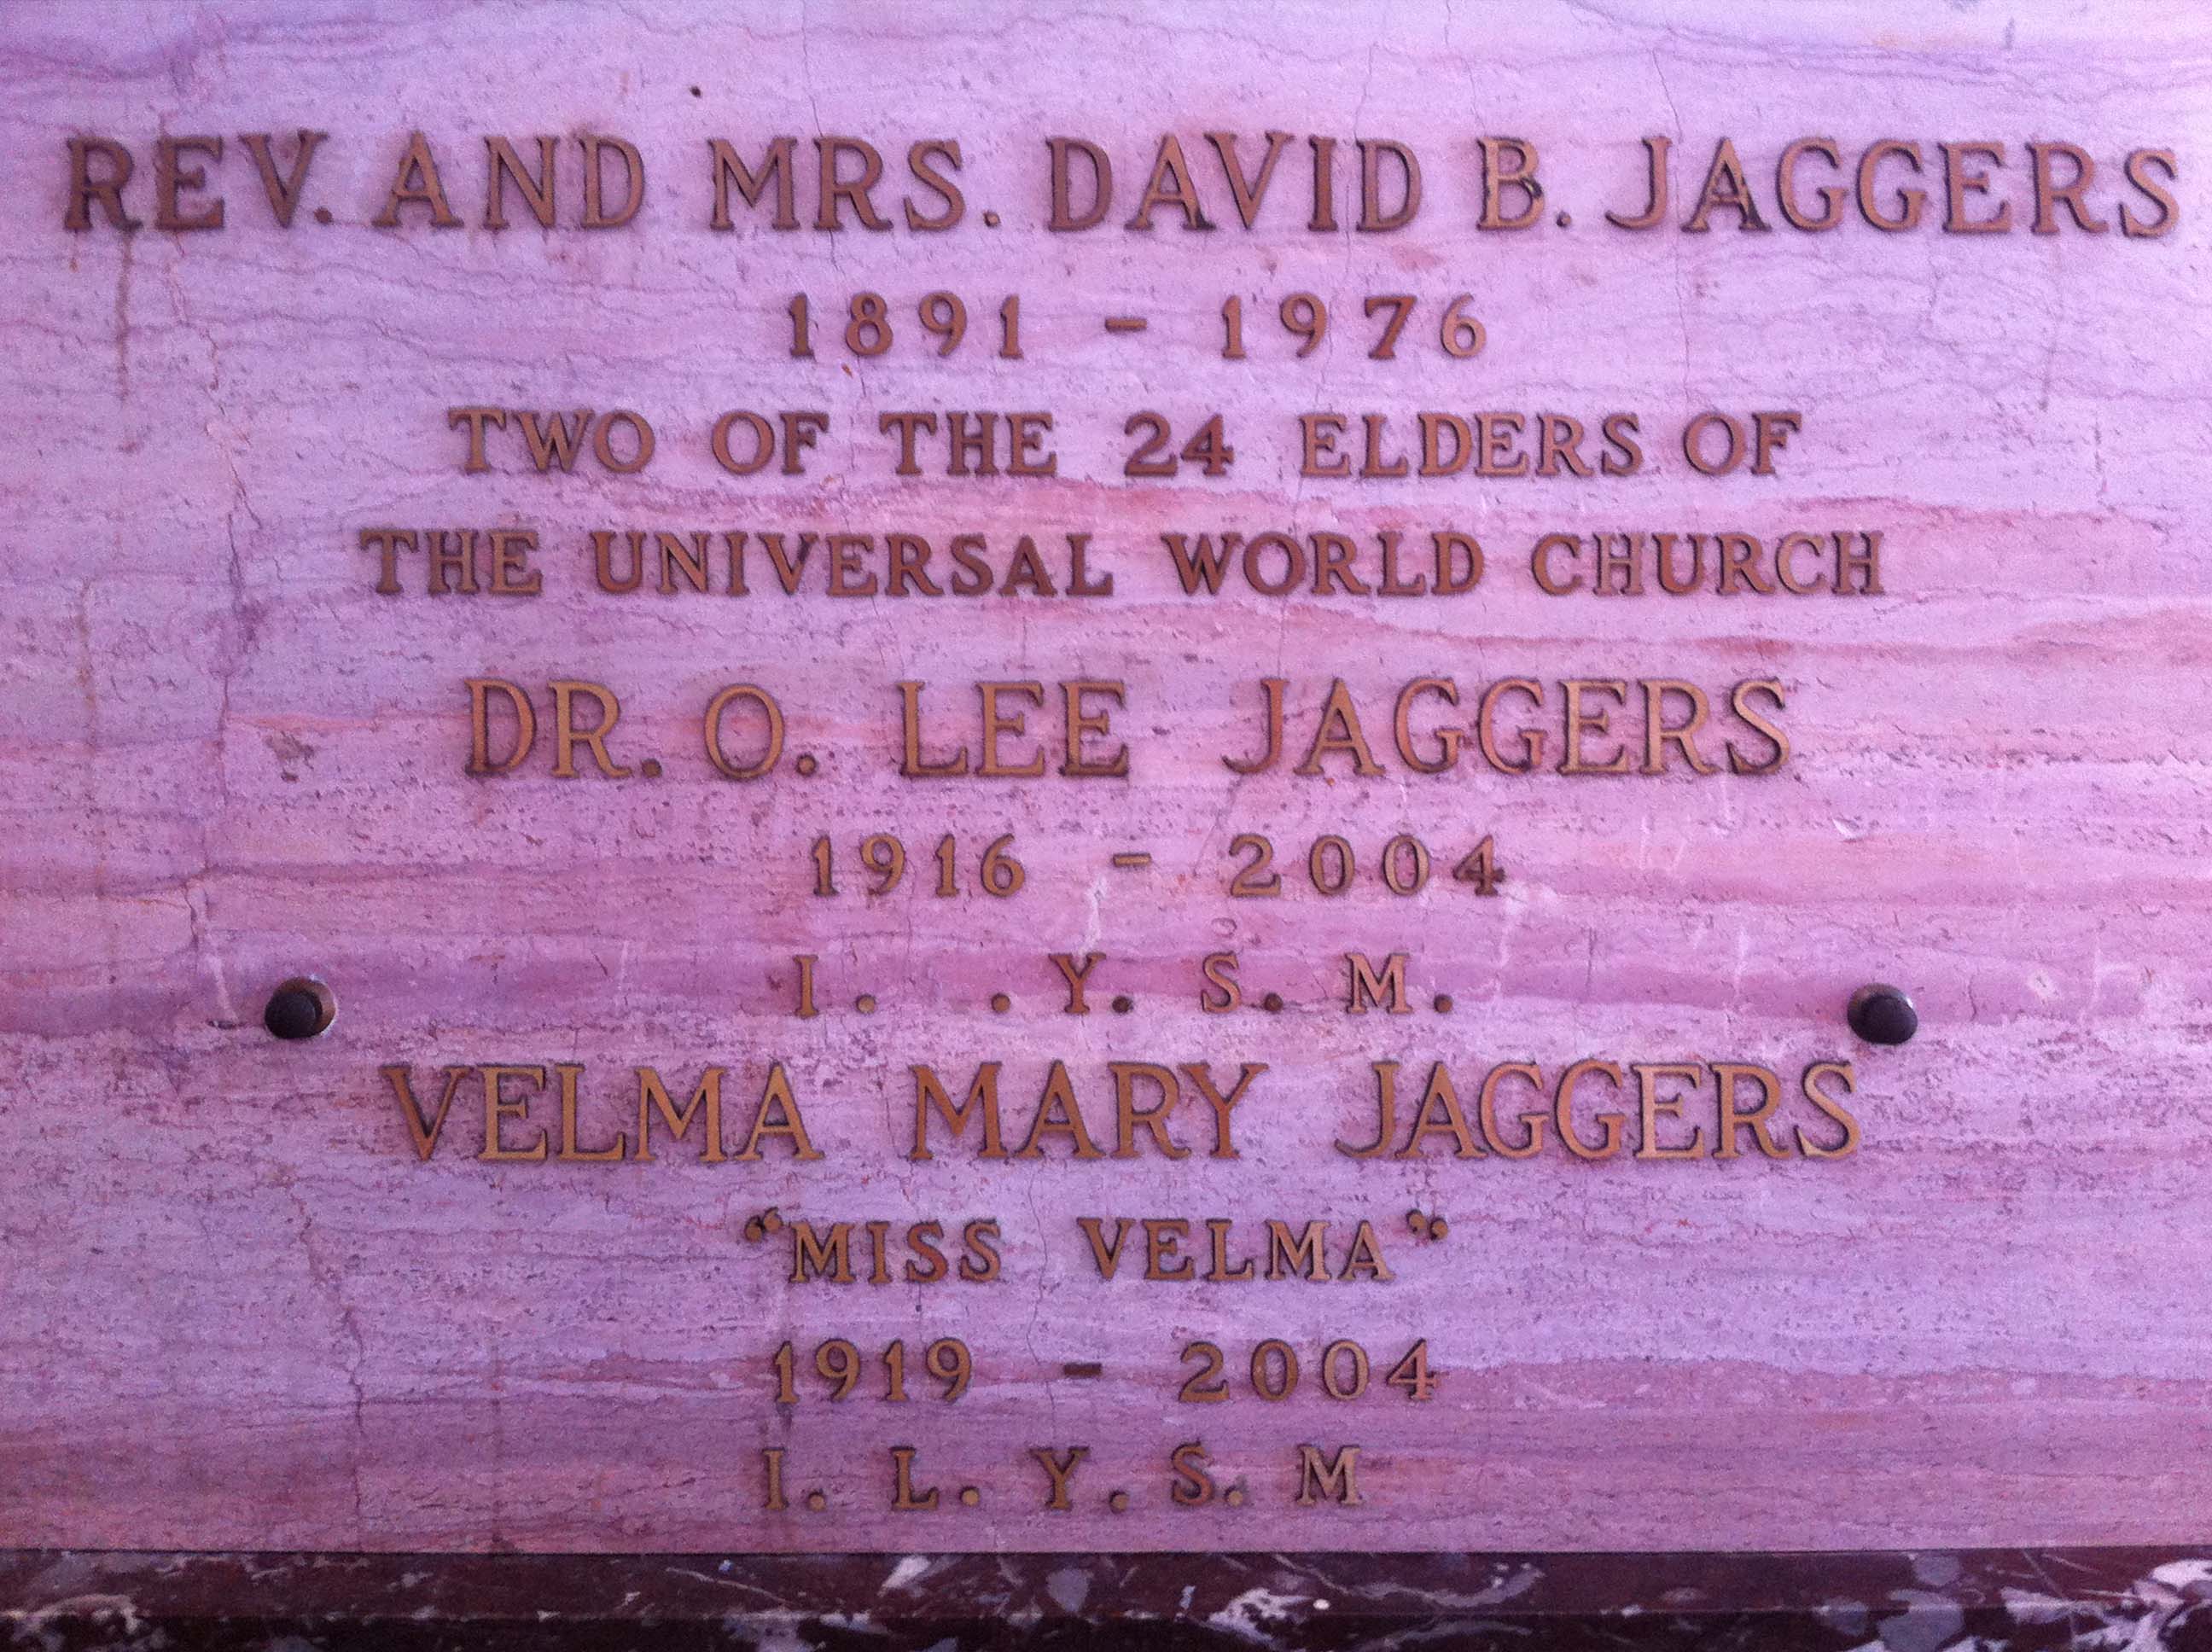 REV. AND MRS. DAVID B. JAGGERS
1891 - 1976
TWO OF THE 24 ELDERS OF
THE UNIVERSAL WORLD CHURCH
DR. O. LEE JAGGERS
1916 - 2004
I. . Y. S. M.
VELMA MARY JAGGERS
“MISS VELMA”
1919 - 2004
I. L. Y. S. M